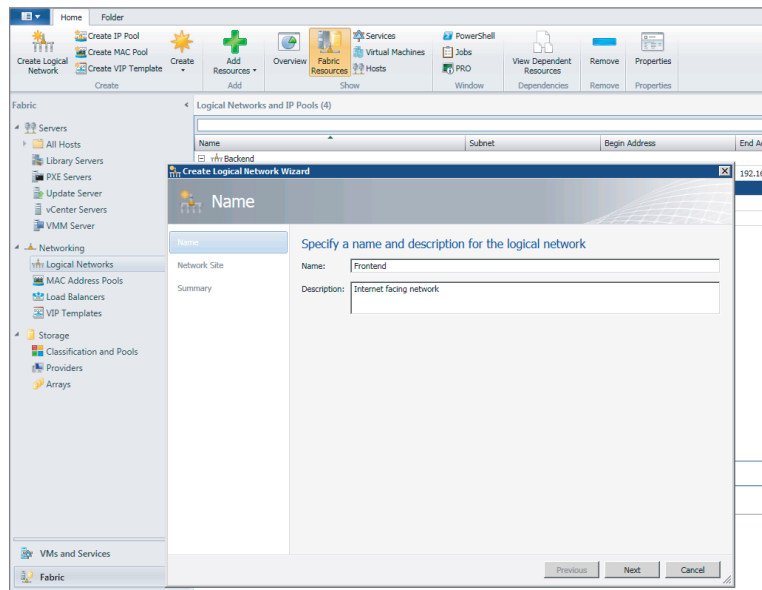 Home Folder
Create IP Pool
Create MAC Pool
Create VIP Template
Create Logical Network
Create
Create
Add Resources
Add
Overview
Fabric Resources
Services
Virtual Machines
Hosts
Show
PowerShell
Jobs
PRO
Window
View Dependent Resources
Dependencies
Remove
Remove
Properties
Properties
Fabric
Logical Networks and IP Pools (4)
Name Subnet Begin Address End A
Backend
192.16
Servers
All Hosts
Library Servers
PXE Servers
Update Server
vCenter Servers
VMM Server
Networking
Logical Networks
MAC Address Pools
Load Balancers
VIP Templates
Storage
Classification and Pools
Providers
Arrays
VMs and Services
Fabric
Create Logical Network Wizard
Name
Name
Network Site
Summary
Specify a name and description for the logical network
Name: Frontend
Description: Internet facing network
Previous Next Cancel